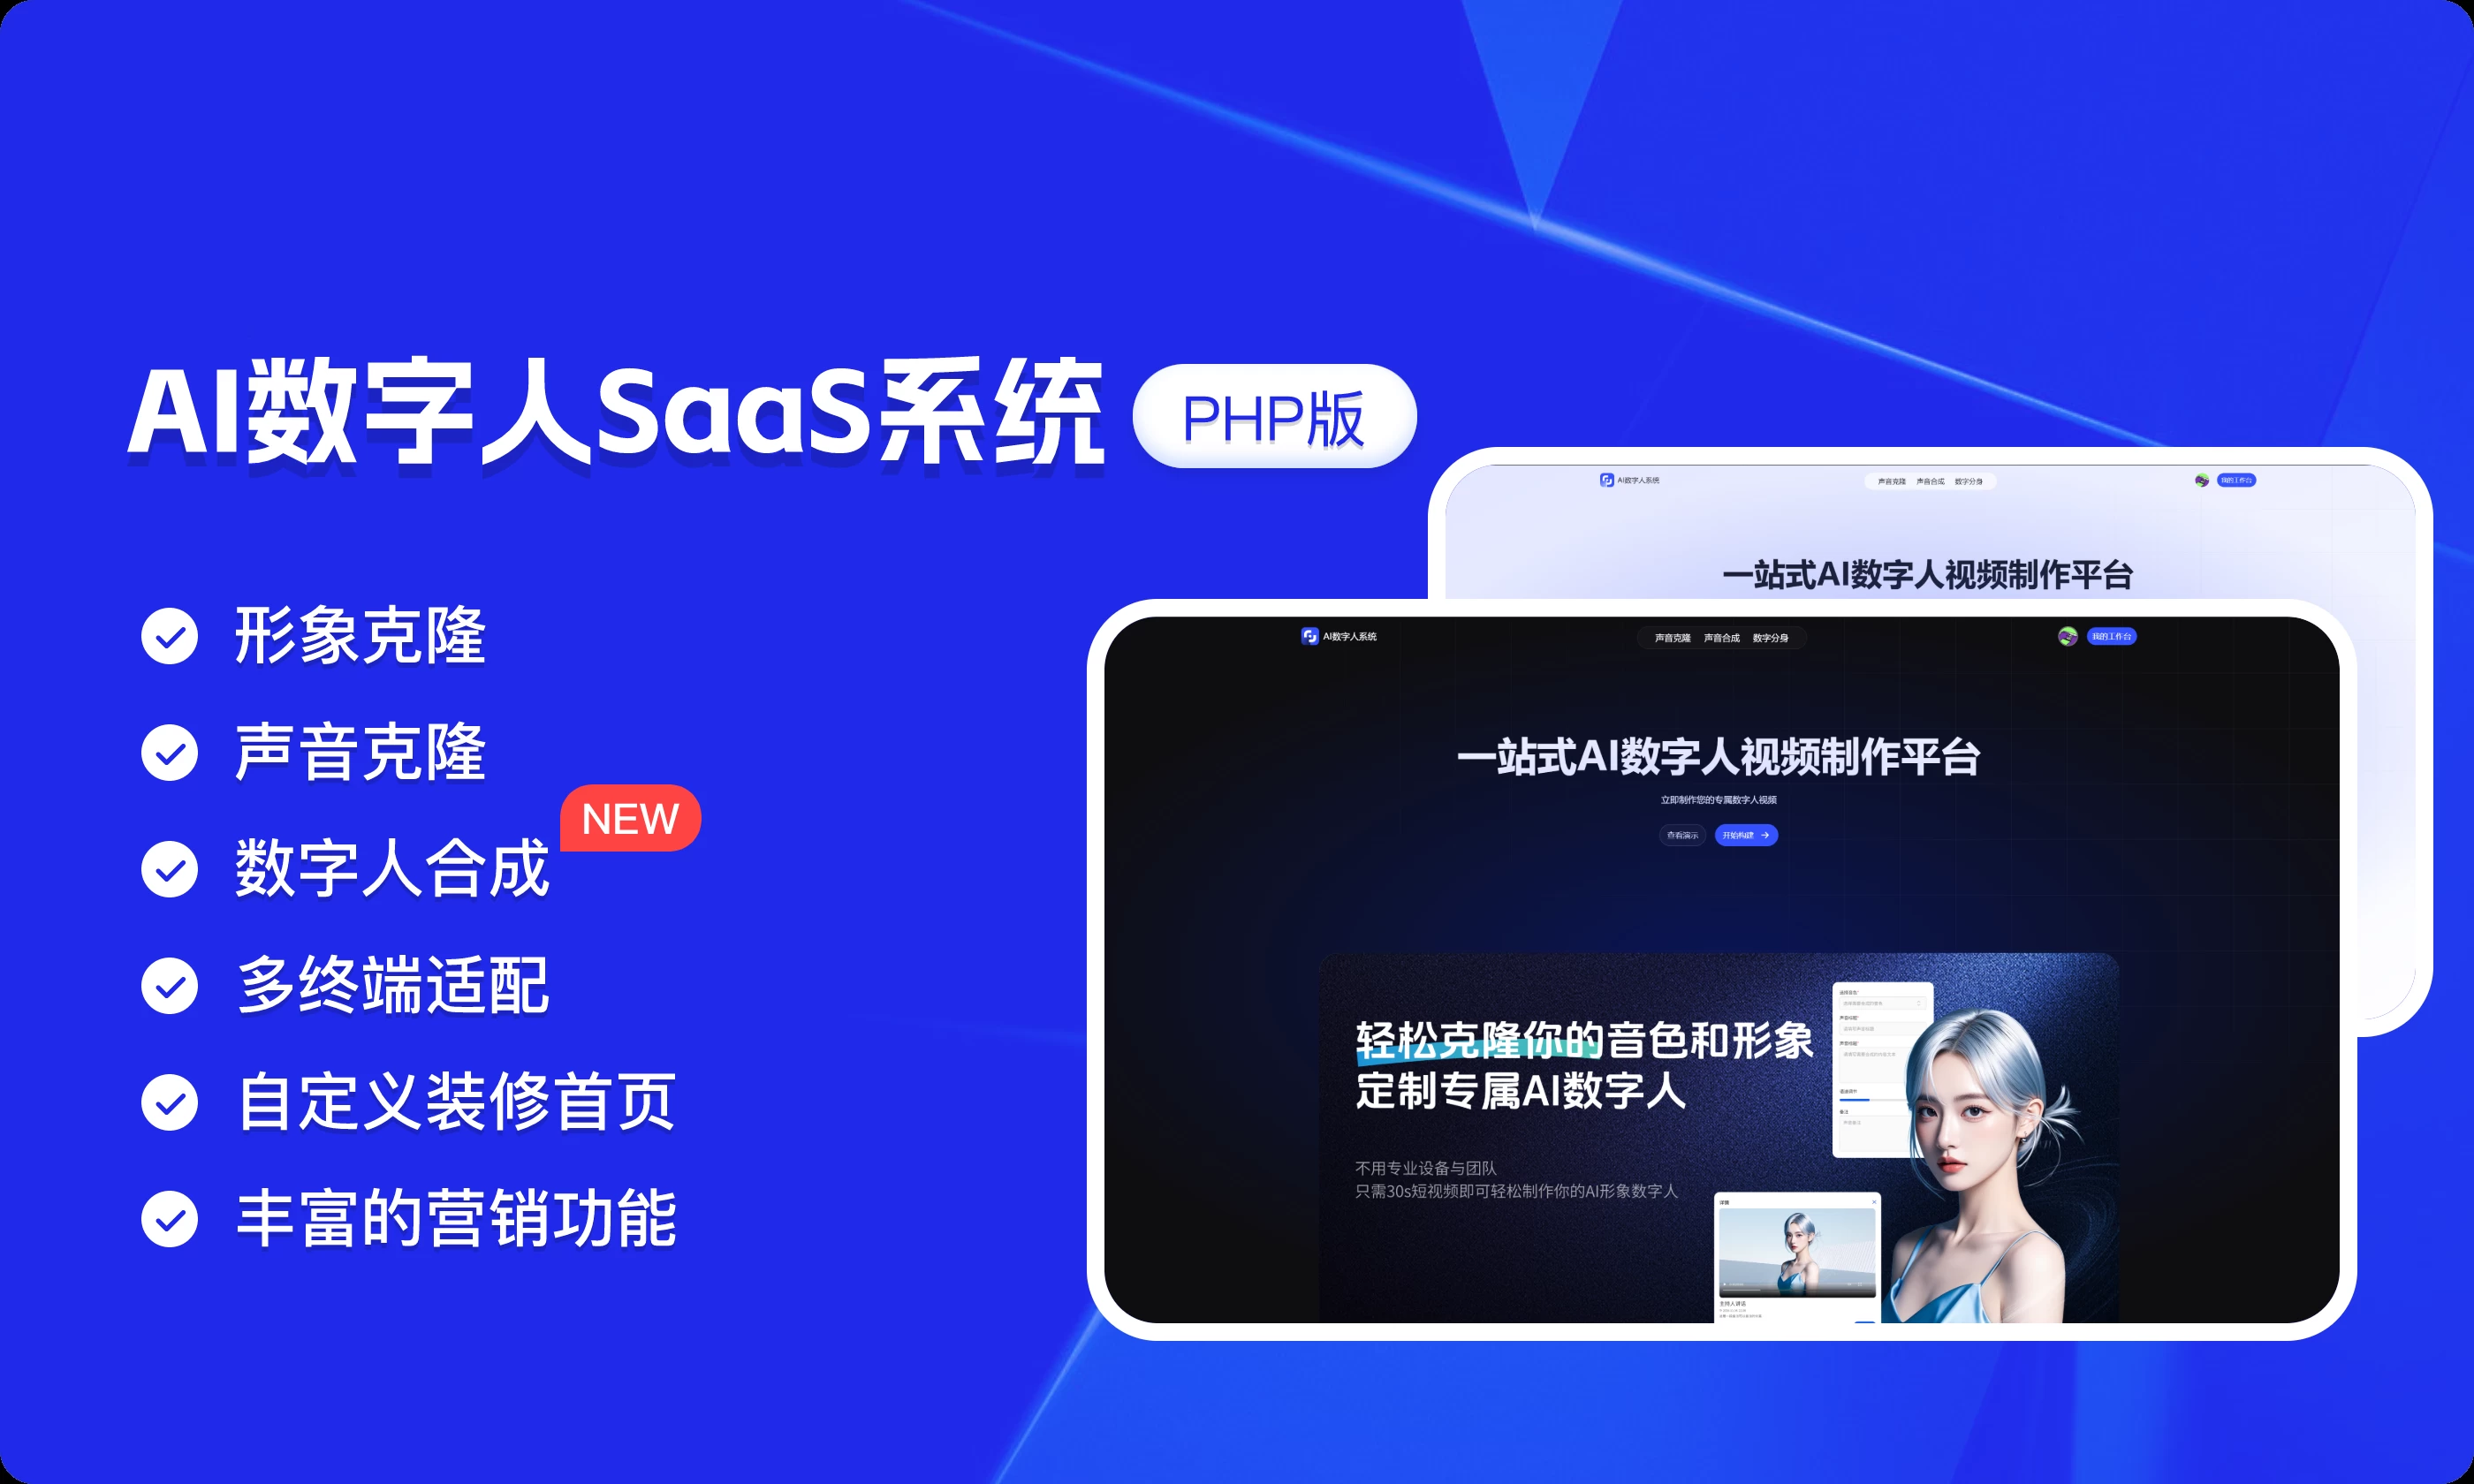 AI数字人SaaS系统
PHP版
形象克隆
声音克隆
数字人合成
NEW
多终端适配
自定义装修首页
丰富的营销功能
AI数字人系统
声音克隆 声音合成 数字分身
我的工作台
一站式AI数字人视频制作平台
AI数字人系统
声音克隆 声音合成 数字分身
我的工作台
一站式AI数字人视频制作平台
立即制作您的专属数字人视频
查看演示
开始构建
轻松克隆你的音色和形象
定制专属AI数字人
不用专业设备与团队
只需30s短视频即可轻松制作你的AI形象数字人
详情
主持人讲话